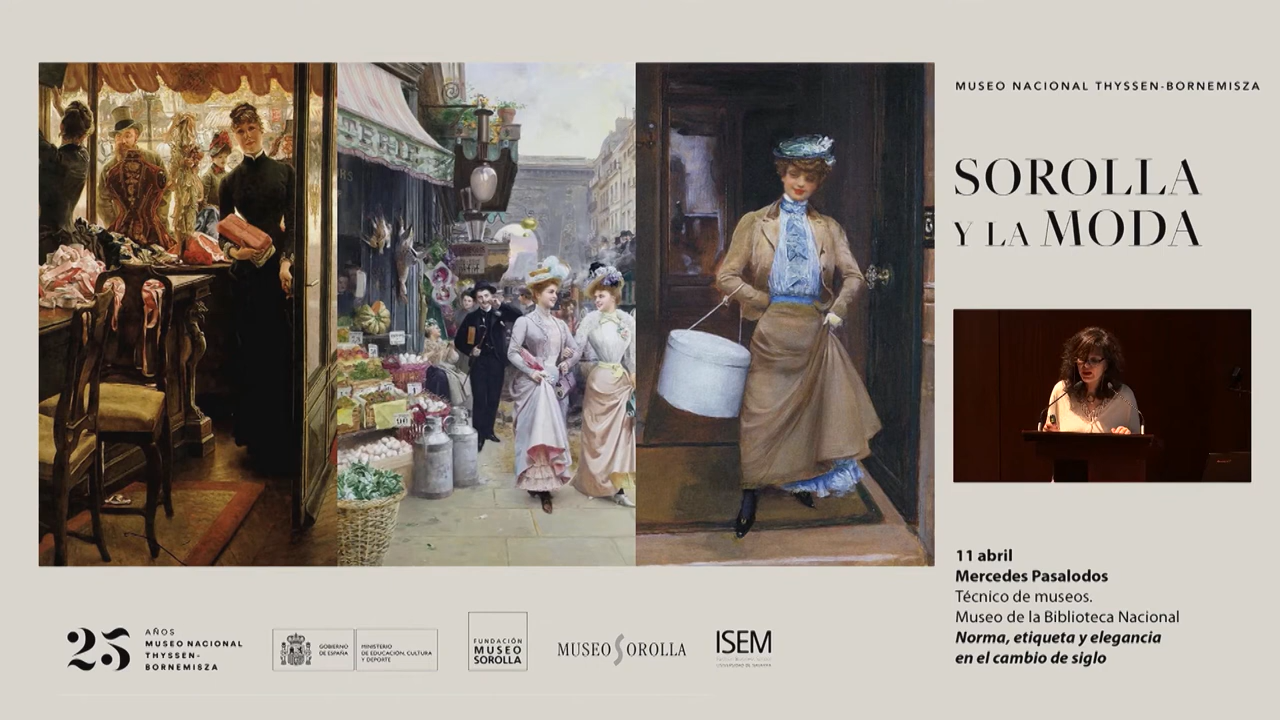 MUSEO NACIONAL THYSSEN-BORNEMISZA
SOROLLA
Y LA MODA
TERIE
11 abril
Mercedes Pasalodos
Técnico de museos.
Museo de la Biblioteca Nacional
Norma, etiqueta y elegancia
en el cambio de siglo
25 AÑOS
MUSEO NACIONAL
THYSSEN-
BORNEMISZA
GOBIERNO
DE ESPAÑA
MINISTERIO
DE EDUCACIÓN, CULTURA
Y DEPORTE
FUNDACIÓN
MUSEO
SOROLLA
MUSEO SOROLLA
ISEM